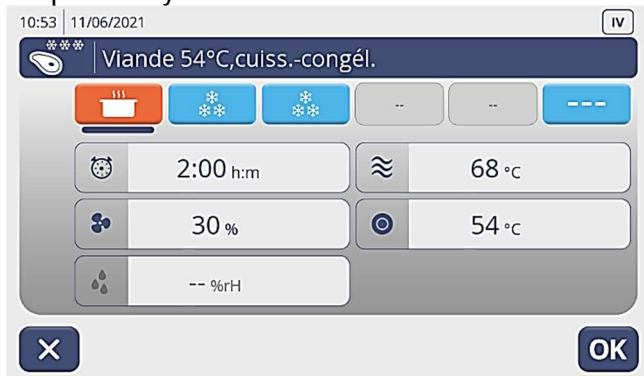 10:53 11/06/2021 IV
Viande 54°C,cuiss.-congél.
-- -- ---
2:00 h:m 68 °C
30 % 54 °C
-- %rH
OK